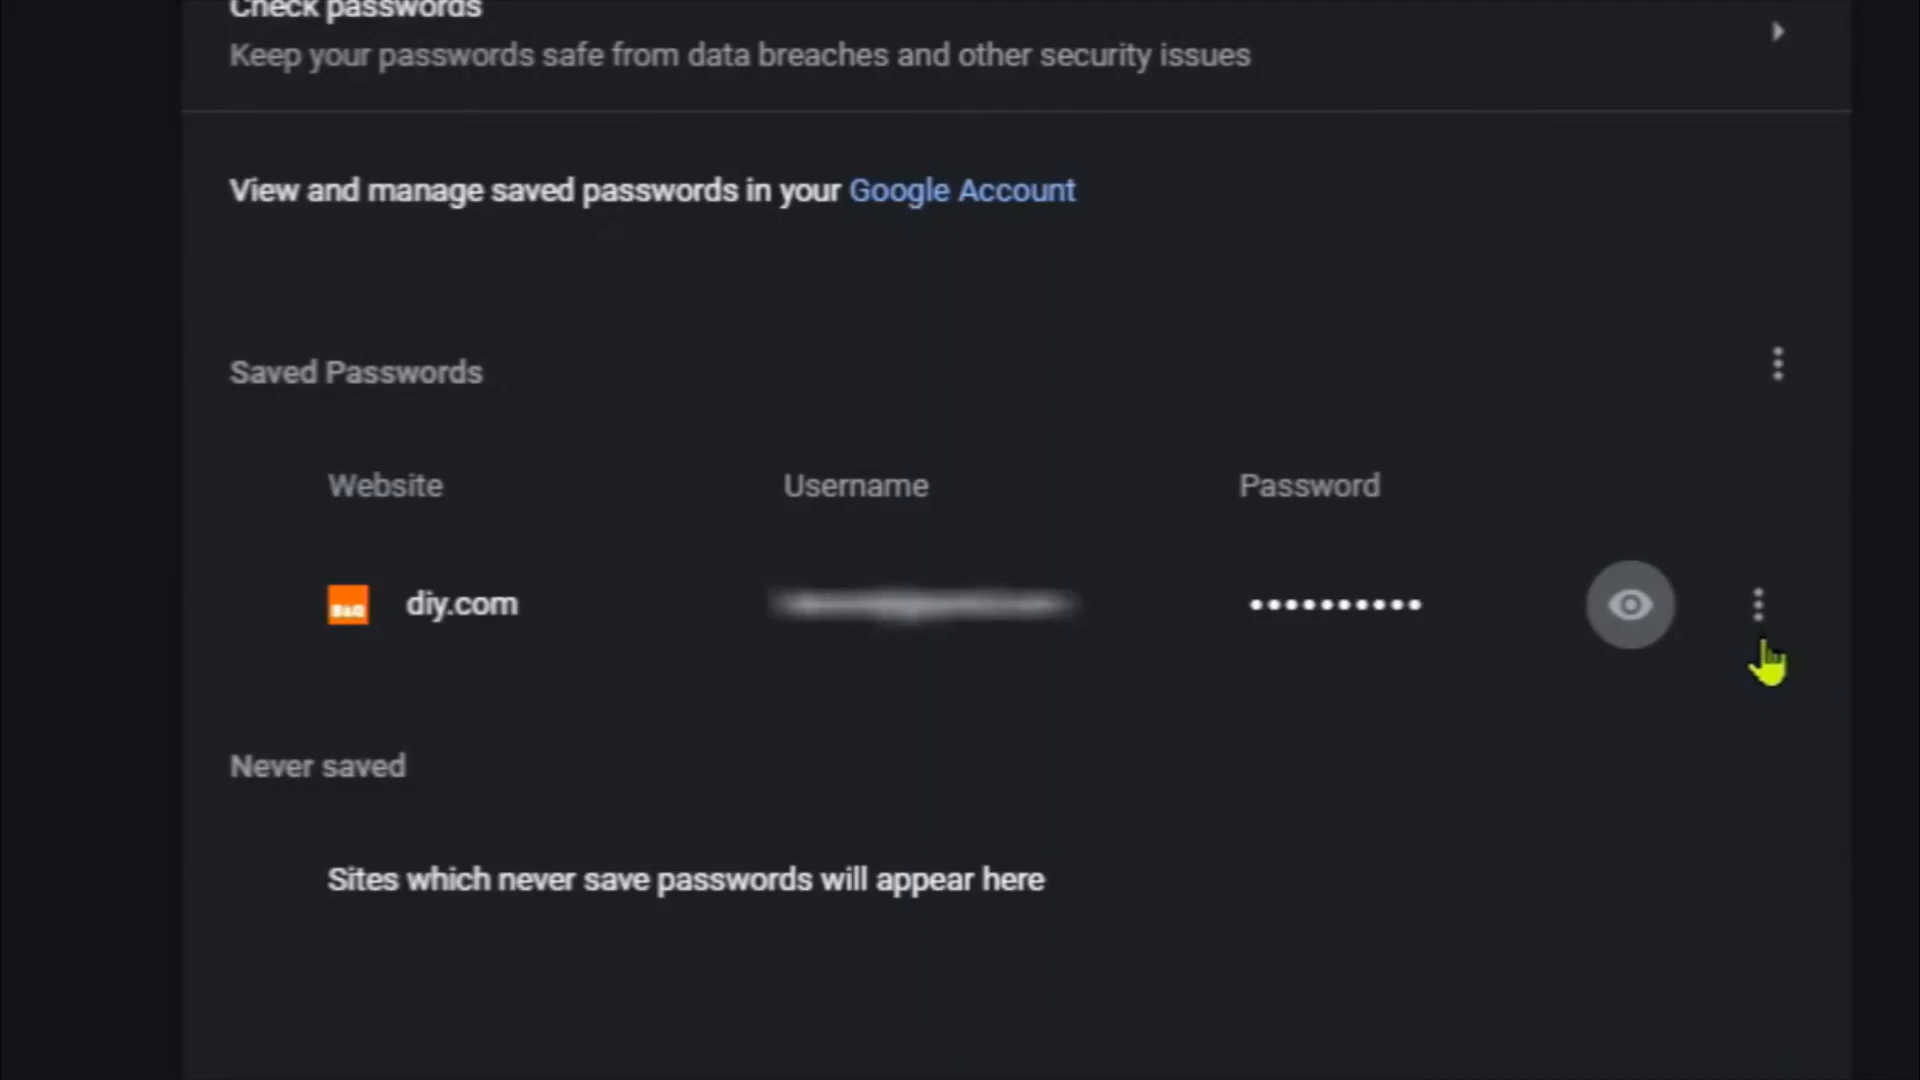 Check passwords
Keep your passwords safe from data breaches and other security issues
View and manage saved passwords in your Google Account
Saved Passwords
Website Username Password
B&Q diy.com ••••••••••
Never saved
Sites which never save passwords will appear here